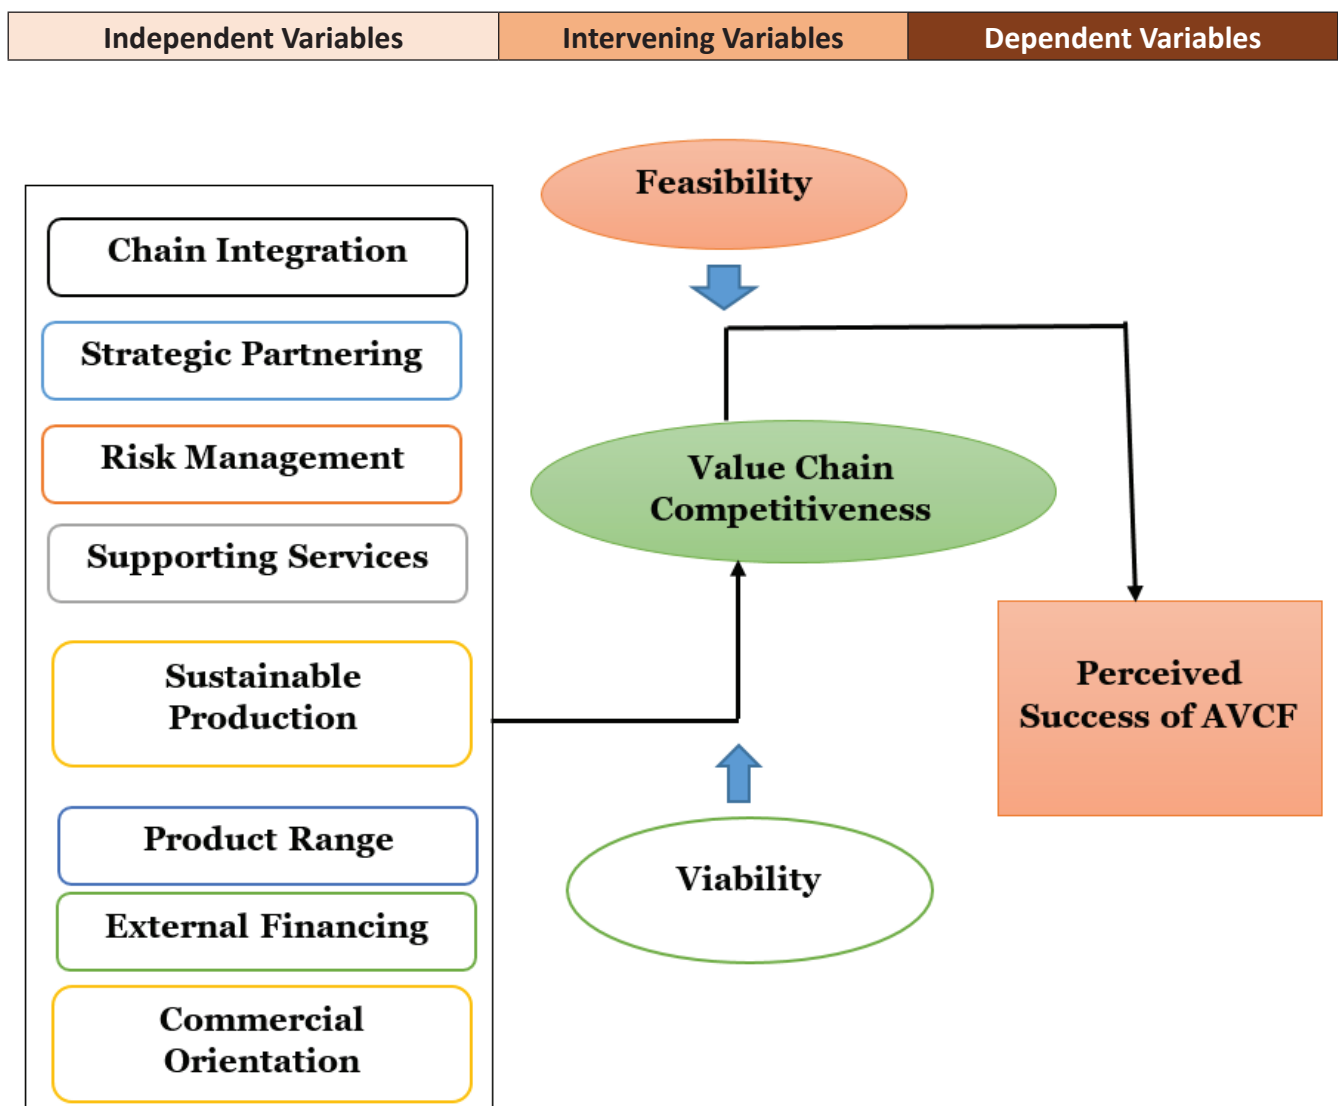 Independent Variables
Intervening Variables
Dependent Variables
Chain Integration
Strategic Partnering
Risk Management
Supporting Services
Sustainable
Production
Product Range
External Financing
Commercial
Orientation
Feasibility
Value Chain
Competitiveness
Viability
Perceived
Success of AVCF